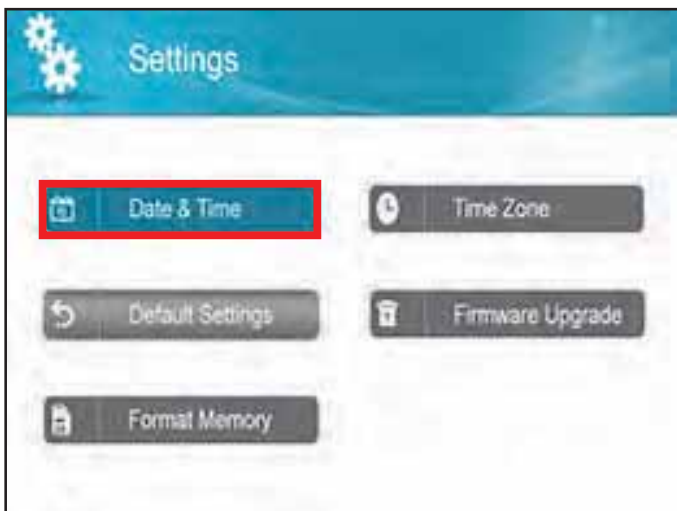 Settings
Date & Time
Time Zone
Default Settings
Firmware Upgrade
Format Memory